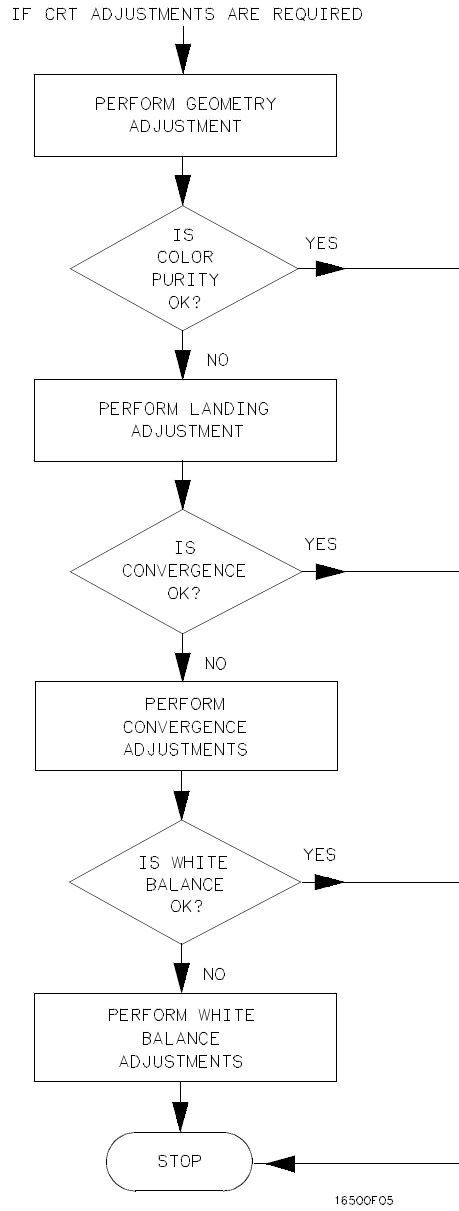 IF CRT ADJUSTMENTS ARE REQUIRED
PERFORM GEOMETRY
ADJUSTMENT
IS
COLOR
PURITY
OK?
YES
NO
PERFORM LANDING
ADJUSTMENT
IS
CONVERGENCE
OK?
YES
NO
PERFORM
CONVERGENCE
ADJUSTMENTS
IS WHITE
BALANCE
OK?
YES
NO
PERFORM WHITE
BALANCE
ADJUSTMENTS
STOP
16500F05